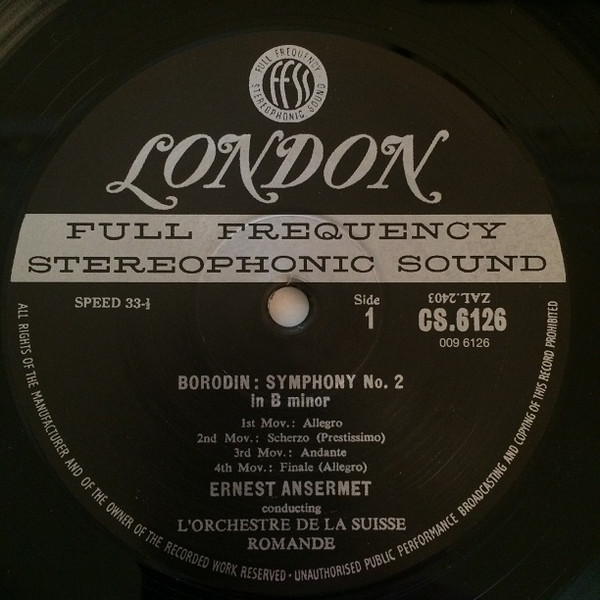 FULL FREQUENCY
FFSS
STEREOPHONIC SOUND
LONDON
FULL FREQUENCY
STEREOPHONIC SOUND
SPEED 33-⅓
Side
1
ZAL.2403
CS.6126
009 6126
BORODIN: SYMPHONY No. 2
in B minor
1st Mov.: Allegro
2nd Mov.: Scherzo (Prestissimo)
3rd Mov.: Andante
4th Mov.: Finale (Allegro)
ERNEST ANSERMET
conducting
L'ORCHESTRE DE LA SUISSE
ROMANDE
ALL RIGHTS OF THE MANUFACTURER AND OF THE OWNER OF THE RECORDED WORK RESERVED · UNAUTHORISED PUBLIC PERFORMANCE BROADCASTING AND COPYING OF THIS RECORD PROHIBITED